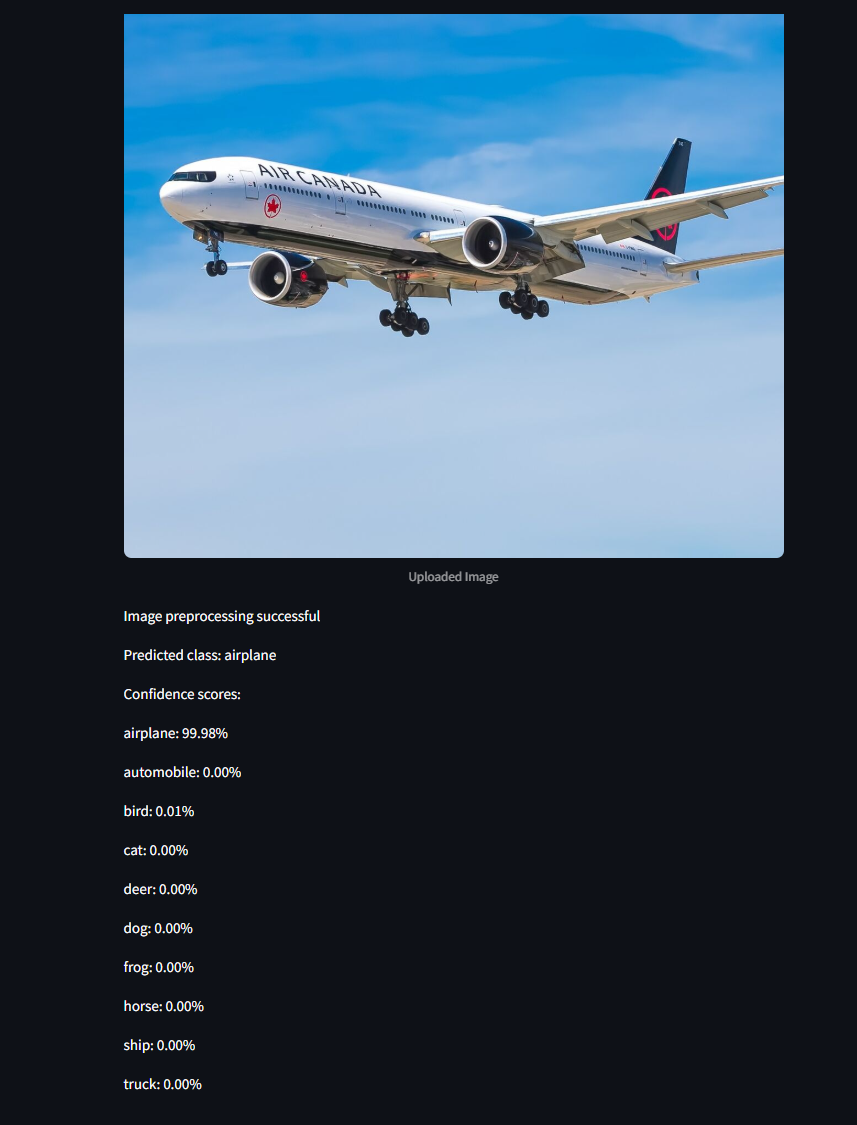 AIR CANADA
Uploaded Image
Image preprocessing successful
Predicted class: airplane
Confidence scores:
airplane: 99.98%
automobile: 0.00%
bird: 0.01%
cat: 0.00%
deer: 0.00%
dog: 0.00%
frog: 0.00%
horse: 0.00%
ship: 0.00%
truck: 0.00%